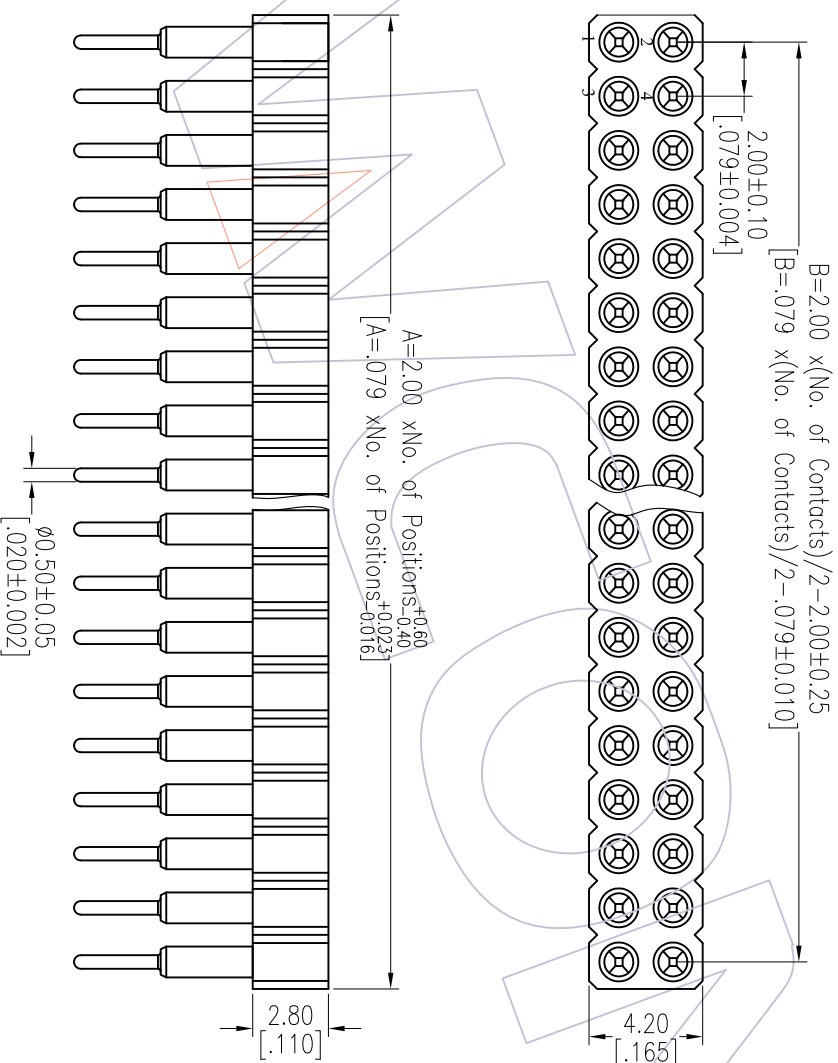 B=2.00 x(No. of Contacts)/2-2.00±0.25
[B=.079 x(No. of Contacts)/2-.079±0.010]
2.00±0.10
[.079±0.004]
1
2
3
4
4.20
[.165]
A=2.00 xNo. of Positions+0.60 -0.40
[A=.079 xNo. of Positions+0.023 -0.016]
2.80
[.110]
ø0.50±0.05
[.020±0.002]